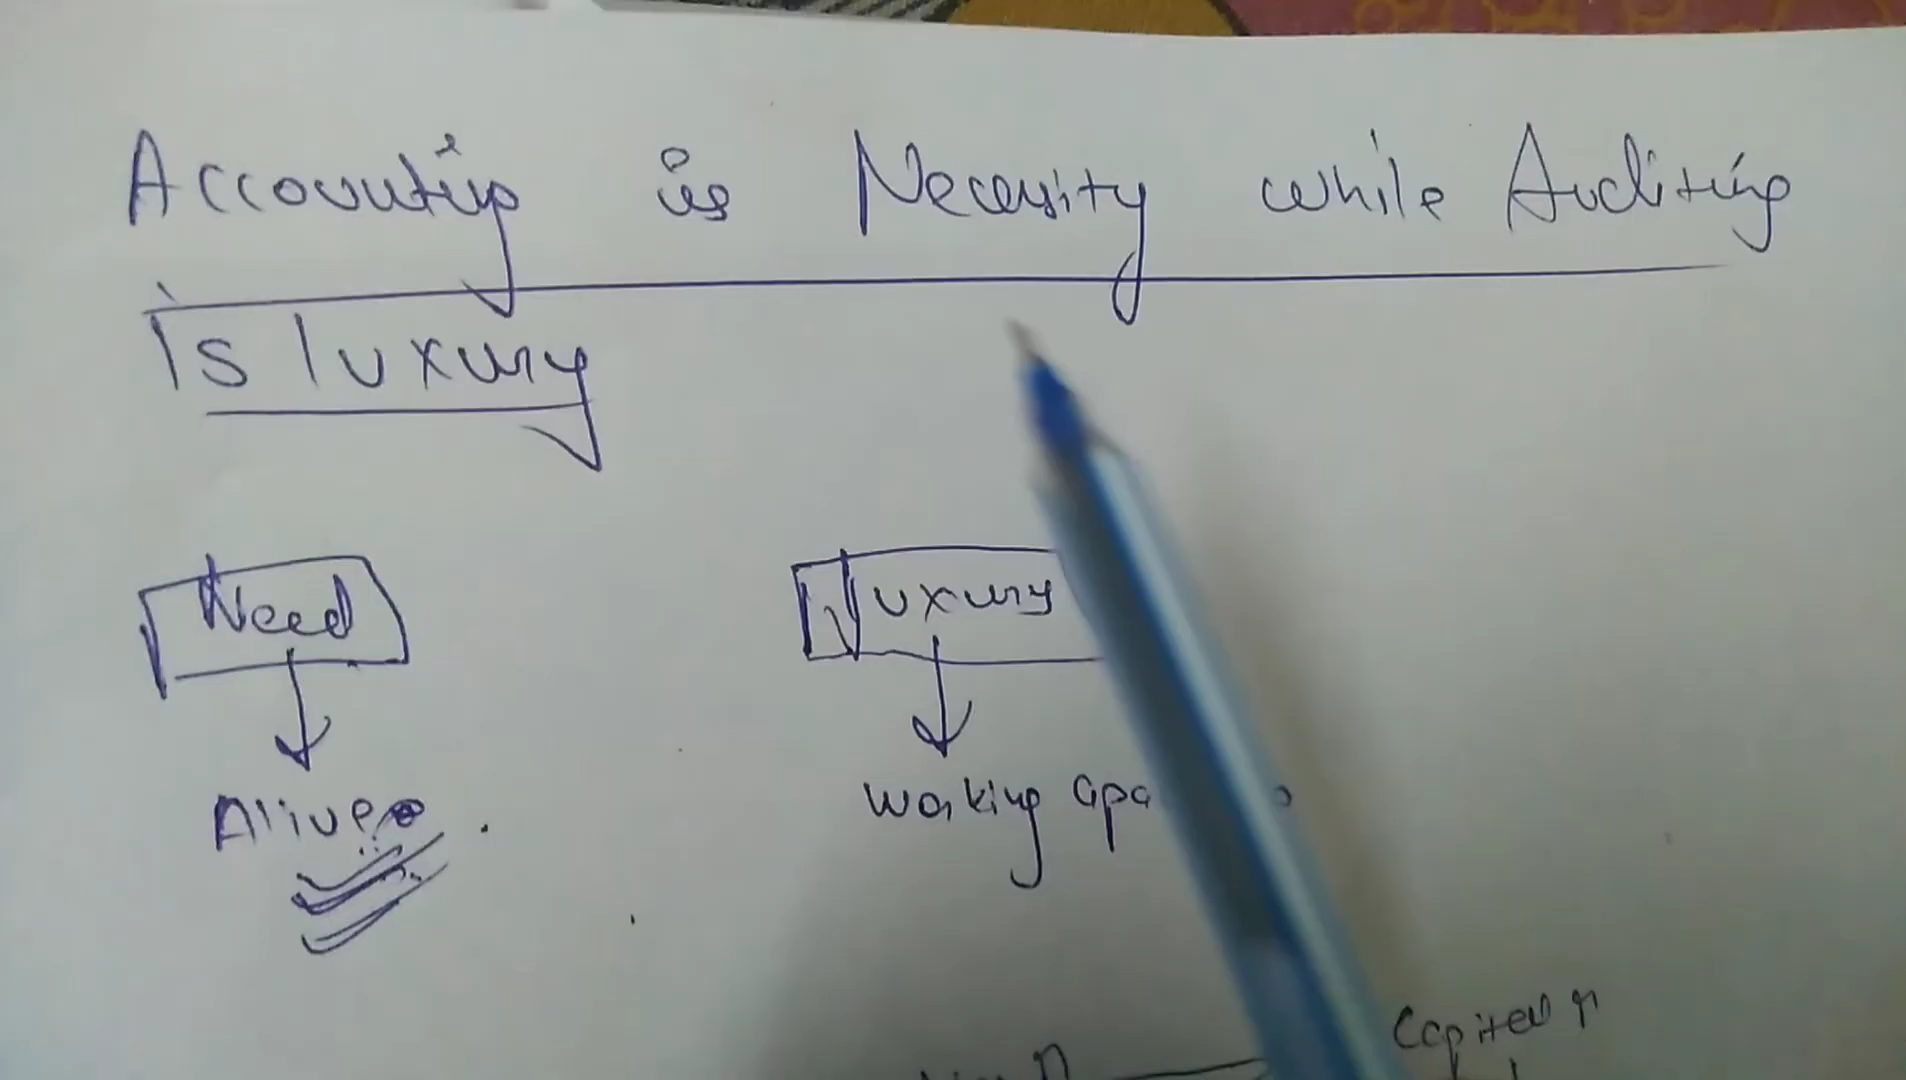 Accounting is Necessity while Auditing
is luxury
Need
luxury
Alive
working
Capital